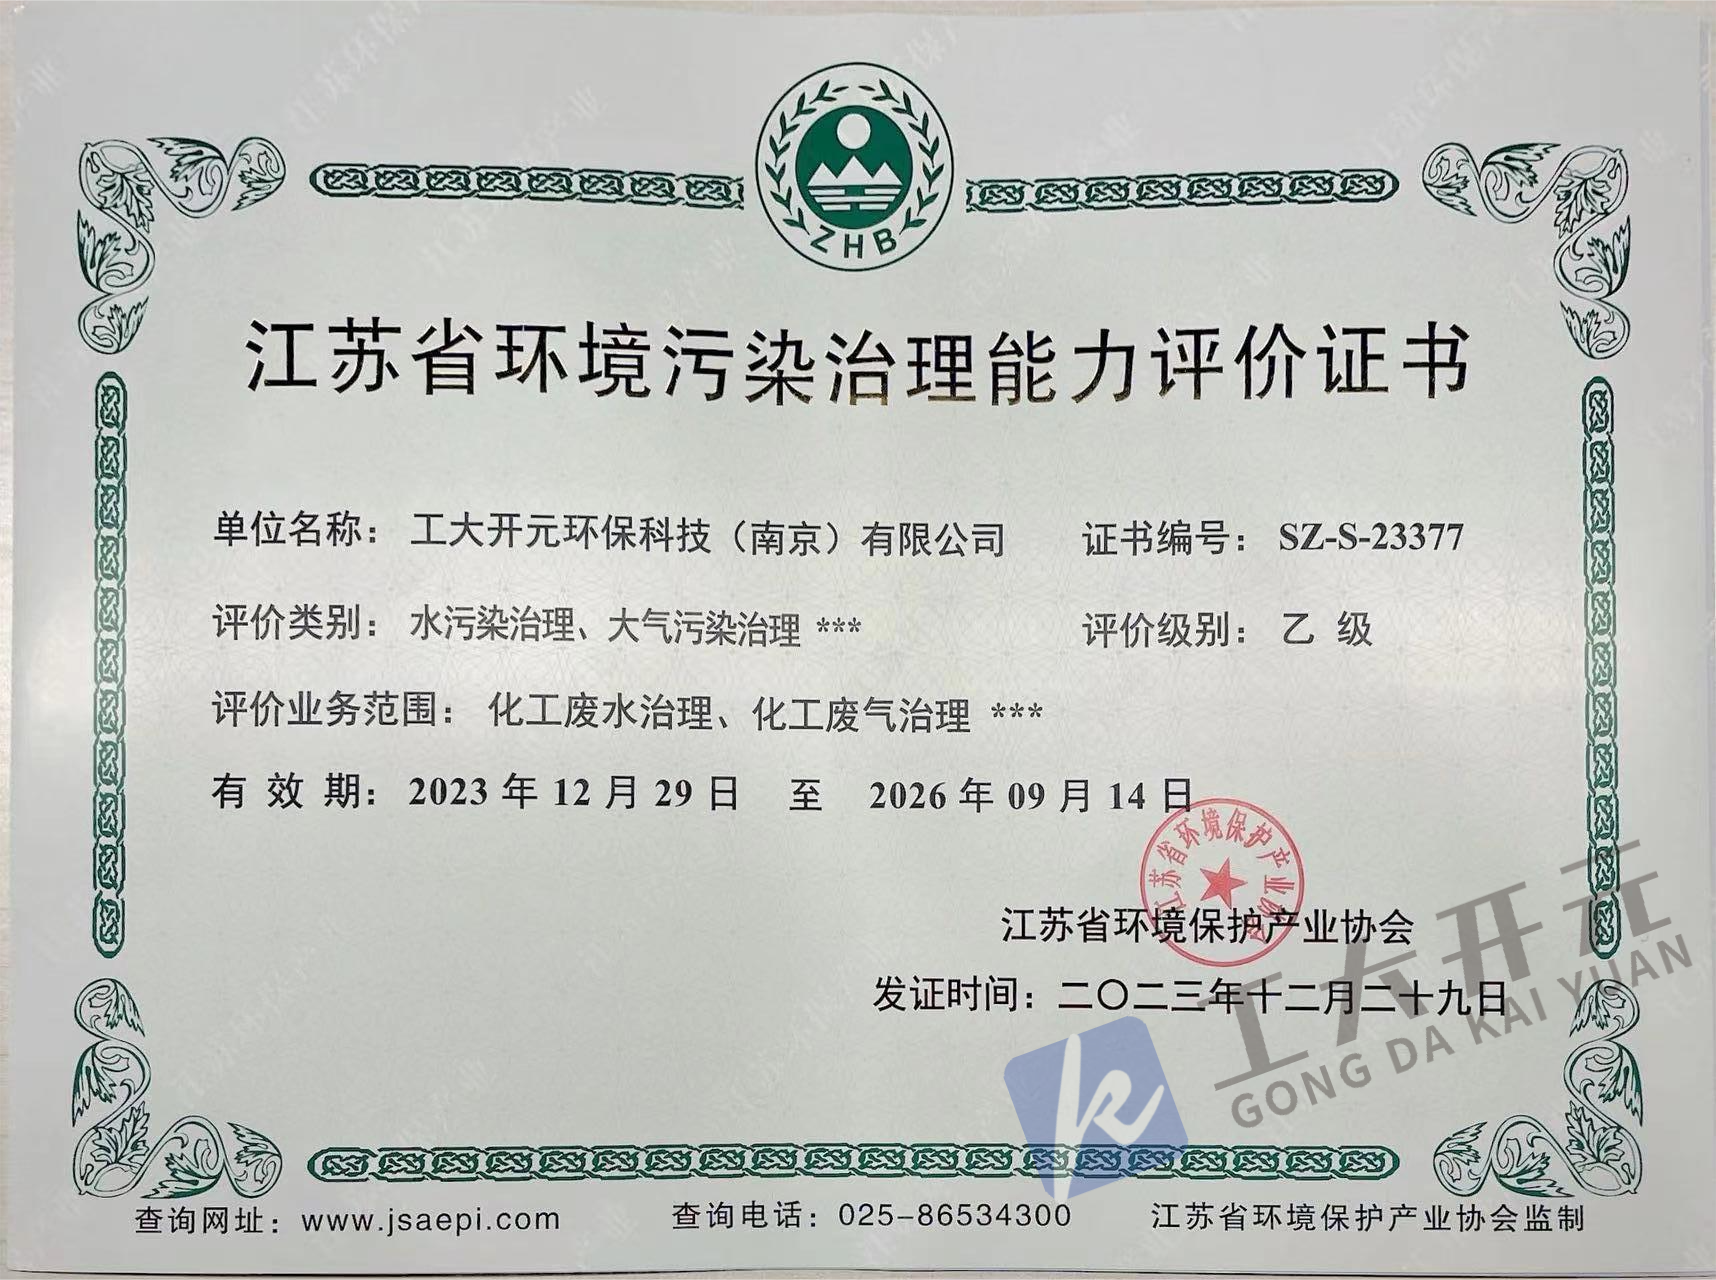 ZHB
江苏省环境污染治理能力评价证书
单位名称： 工大开元环保科技（南京）有限公司 证书编号： SZ-S-23377
评价类别： 水污染治理、大气污染治理 *** 评价级别： 乙 级
评价业务范围： 化工废水治理、化工废气治理 ***
有 效 期： 2023 年 12 月 29 日 至 2026 年 09 月 14 日
江苏省环境保护产业协会
江苏省环境保护产业协会
发证时间：二〇二三年十二月二十九日
工大开元
GONG DA KAI YUAN
查询网址：www.jsaepi.com 查询电话：025-86534300 江苏省环境保护产业协会监制